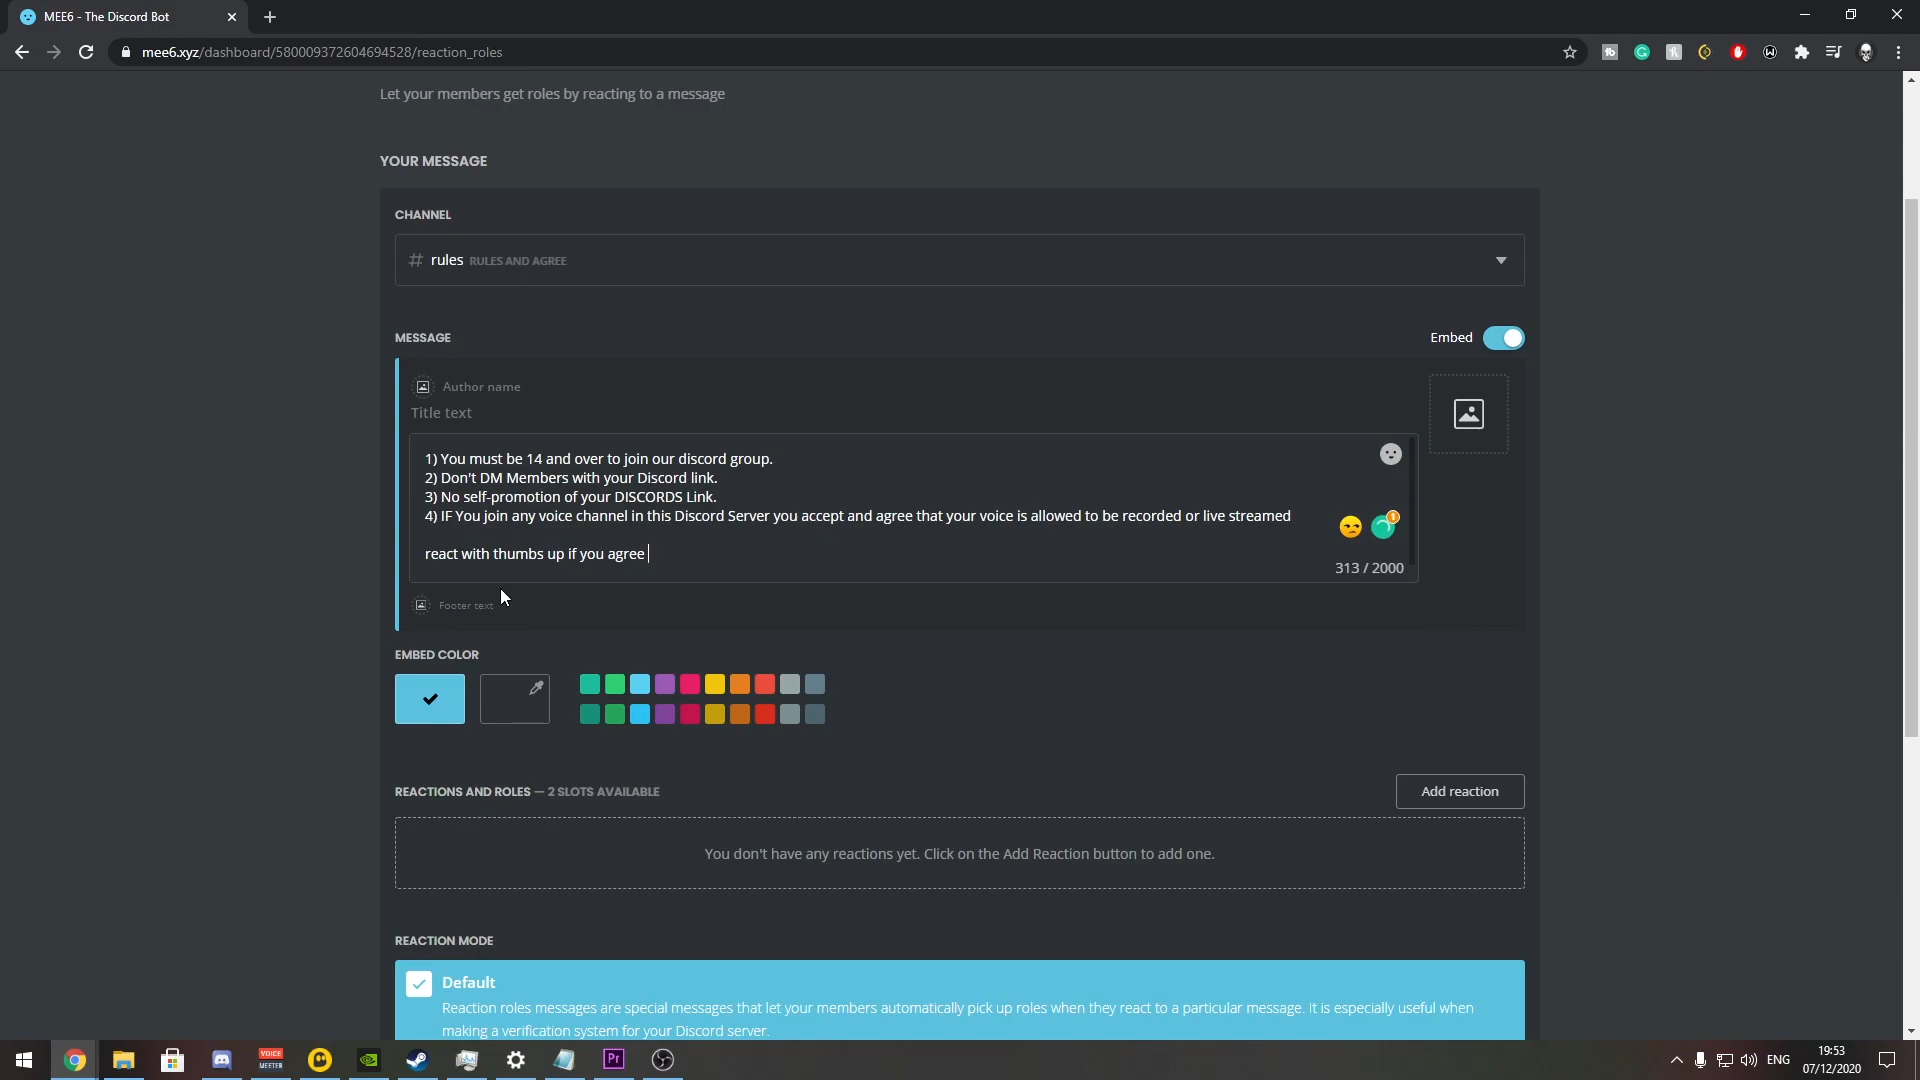 MEE6 - The Discord Bot
mee6.xyz/dashboard/580009372604694528/reaction_roles
Let your members get roles by reacting to a message
YOUR MESSAGE
CHANNEL
# rules RULES AND AGREE
MESSAGE
Embed
Author name
Title text
1) You must be 14 and over to join our discord group.
2) Don't DM Members with your Discord link.
3) No self-promotion of your DISCORDS Link.
4) IF You join any voice channel in this Discord Server you accept and agree that your voice is allowed to be recorded or live streamed
1
react with thumbs up if you agree
313 / 2000
Footer text
EMBED COLOR
REACTIONS AND ROLES — 2 SLOTS AVAILABLE
Add reaction
You don't have any reactions yet. Click on the Add Reaction button to add one.
REACTION MODE
Default
Reaction roles messages are special messages that let your members automatically pick up roles when they react to a particular message. It is especially useful when
making a verification system for your Discord server.
VOICE
MEETER
Pr
ENG
19:53
07/12/2020